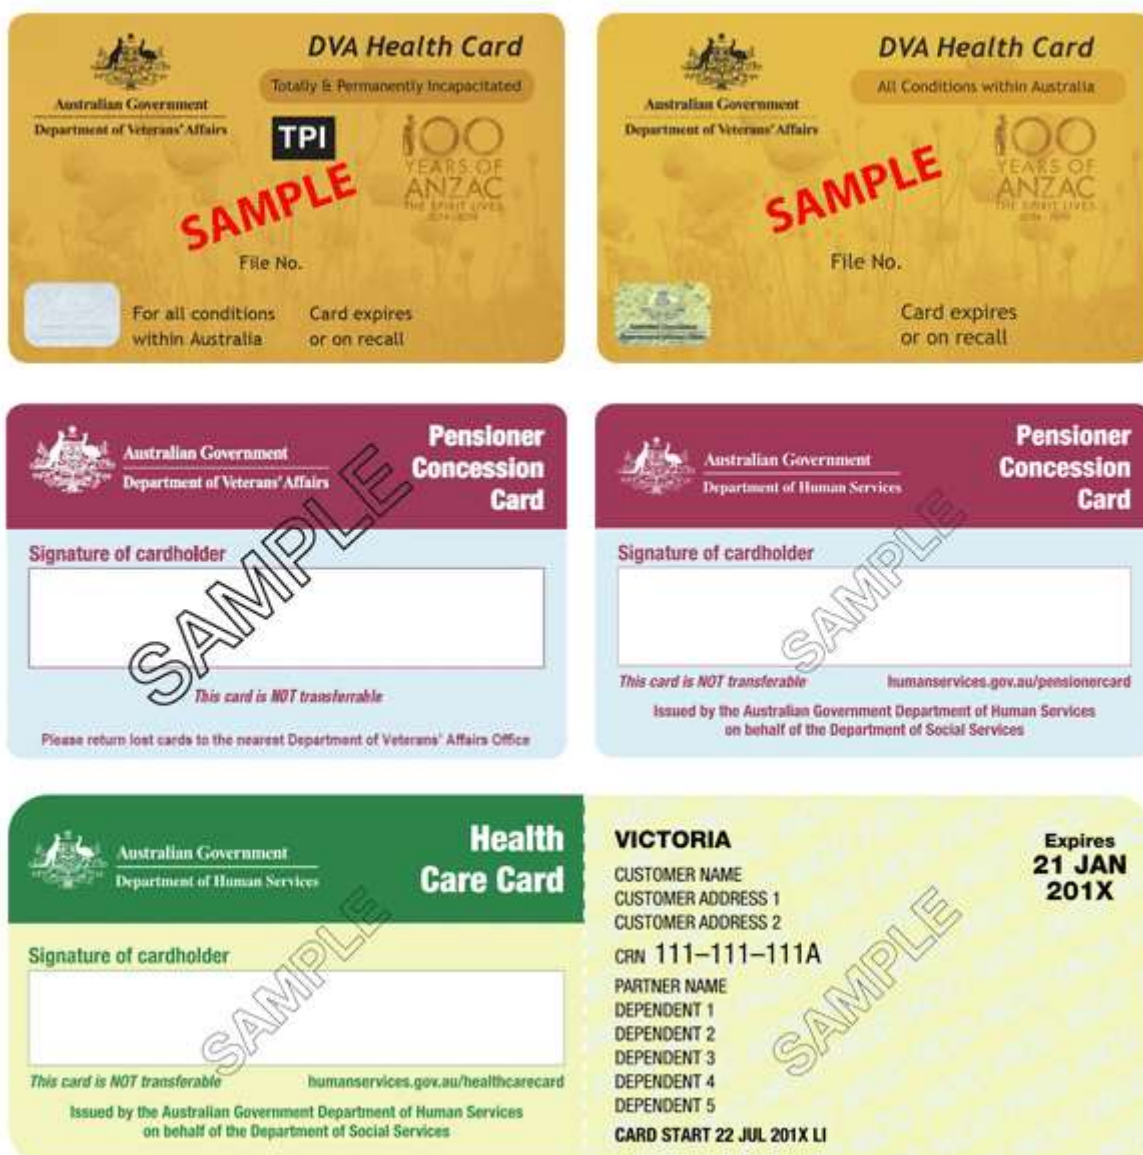 DVA Health Card
Totally & Permanently Incapacitated
Australian Government
Department of Veterans' Affairs
TPI
100
YEARS OF
ANZAC
THE SPIRIT LIVES
2014 - 2018
SAMPLE
File No.
For all conditions
within Australia
Card expires
or on recall
DVA Health Card
All Conditions within Australia
Australian Government
Department of Veterans' Affairs
100
YEARS OF
ANZAC
THE SPIRIT LIVES
SAMPLE
File No.
Card expires
or on recall
Pensioner
Concession
Card
Australian Government
Department of Veterans' Affairs
Signature of cardholder
SAMPLE
This card is NOT transferrable
Please return lost cards to the nearest Department of Veterans' Affairs Office
Pensioner
Concession
Card
Australian Government
Department of Human Services
Signature of cardholder
SAMPLE
This card is NOT transferable
humanservices.gov.au/pensionercard
Issued by the Australian Government Department of Human Services
on behalf of the Department of Social Services
Health
Care Card
Australian Government
Department of Human Services
Signature of cardholder
SAMPLE
This card is NOT transferable
humanservices.gov.au/healthcarecard
Issued by the Australian Government Department of Human Services
on behalf of the Department of Social Services
VICTORIA
Expires
21 JAN
201X
CUSTOMER NAME
CUSTOMER ADDRESS 1
CUSTOMER ADDRESS 2
CRN 111–111–111A
PARTNER NAME
DEPENDENT 1
DEPENDENT 2
DEPENDENT 3
DEPENDENT 4
DEPENDENT 5
SAMPLE
CARD START 22 JUL 201X LI